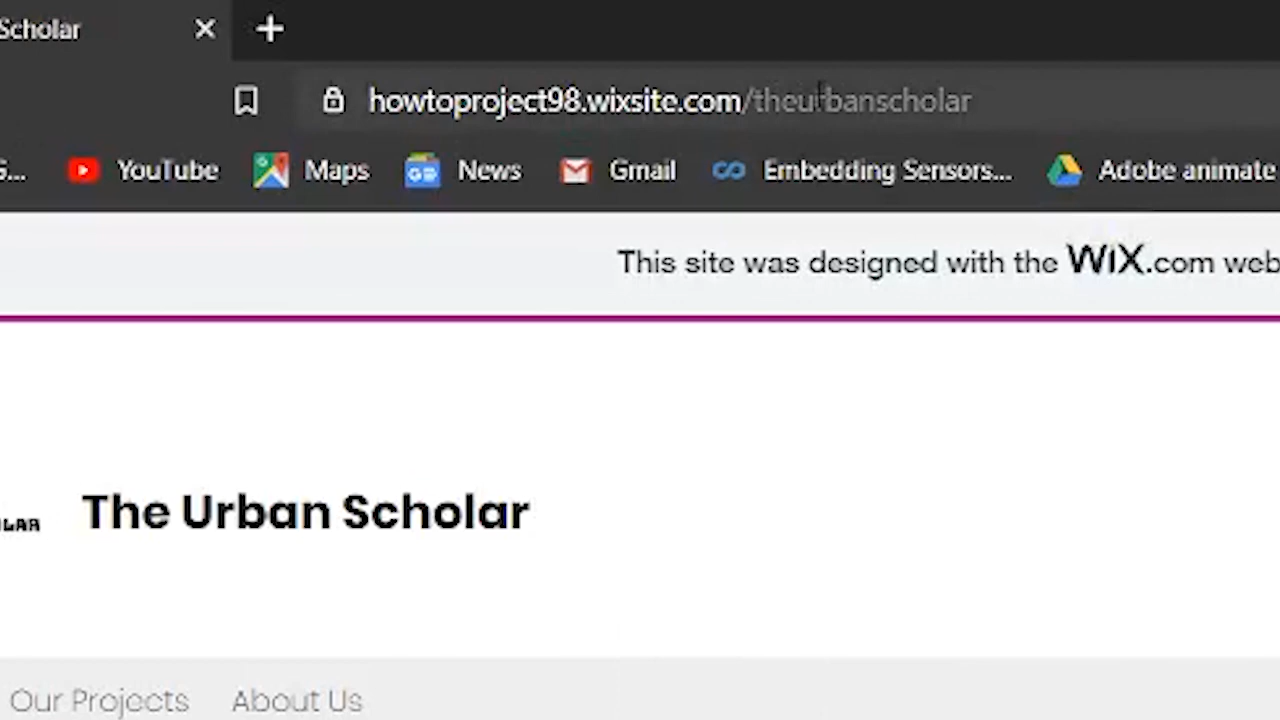 Scholar
howtoproject98.wixsite.com/theurbanscholar
G... YouTube Maps News Gmail Embedding Sensors... Adobe animate
This site was designed with the WiX.com web
The Urban Scholar
Our Projects About Us